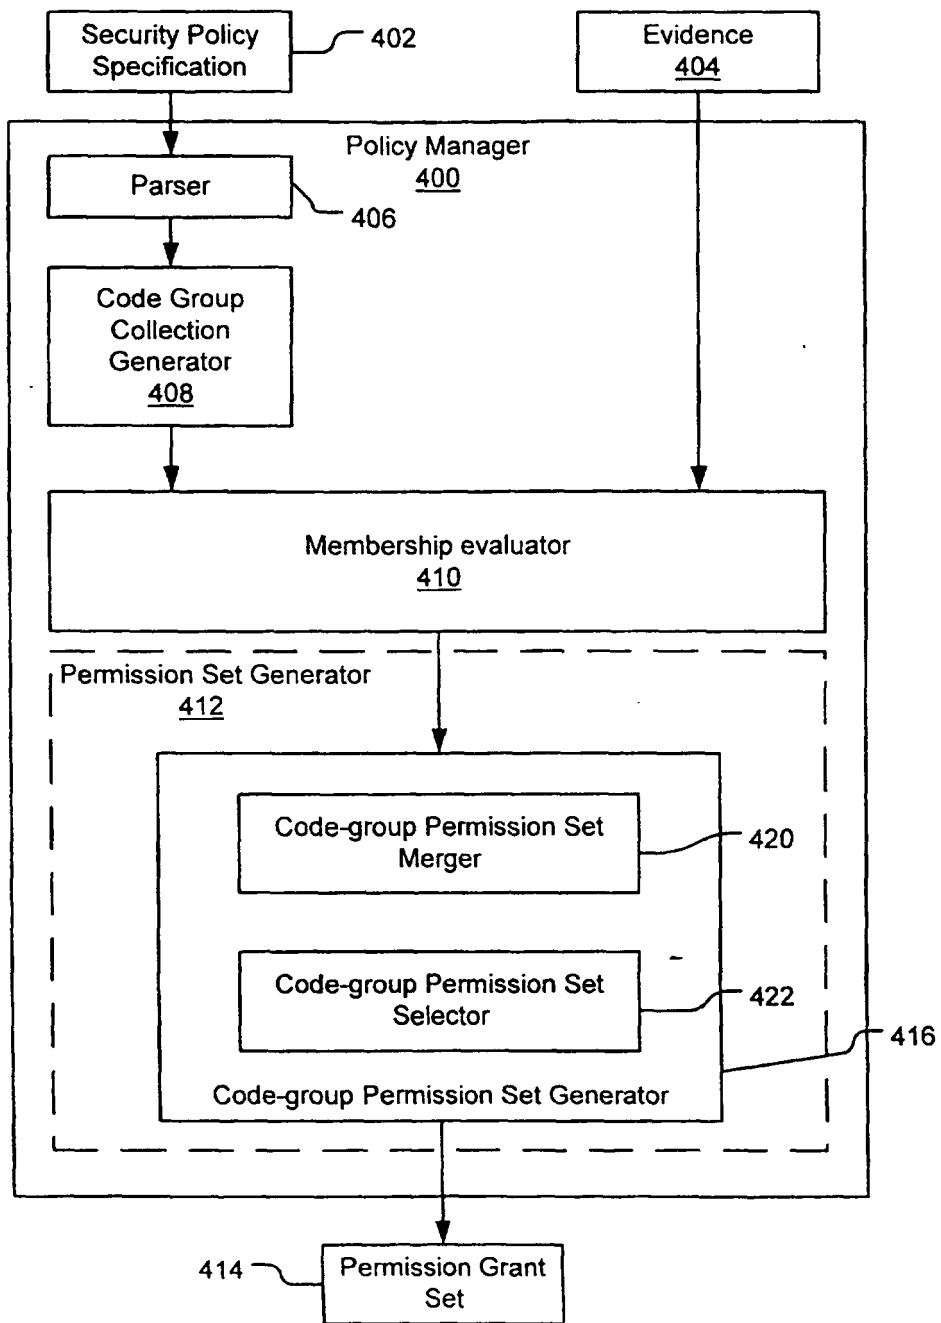 Security Policy
Specification
402
Evidence
404
Policy Manager
400
Parser
406
Code Group
Collection
Generator
408
Membership evaluator
410
Permission Set Generator
412
Code-group Permission Set
Merger
420
Code-group Permission Set
Selector
422
416
Code-group Permission Set Generator
414
Permission Grant
Set